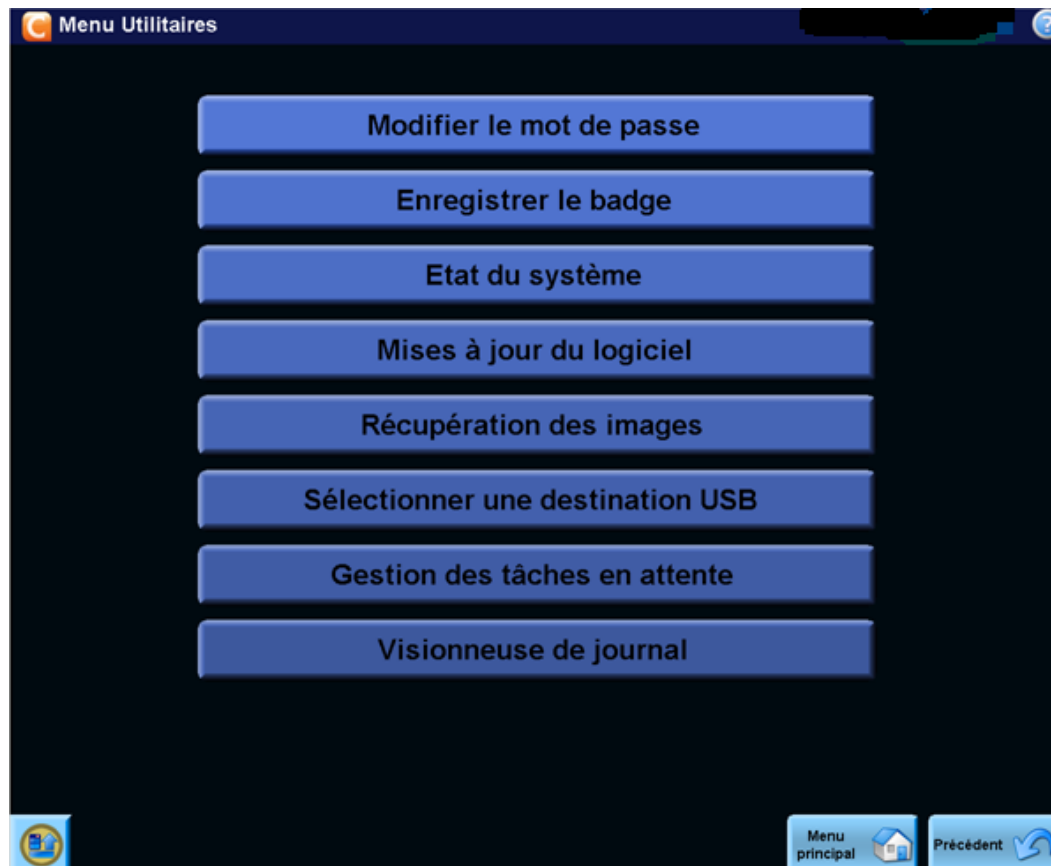 Menu Utilitaires
Modifier le mot de passe
Enregistrer le badge
Etat du système
Mises à jour du logiciel
Récupération des images
Sélectionner une destination USB
Gestion des tâches en attente
Visionneuse de journal
Menu
principal
Précédent